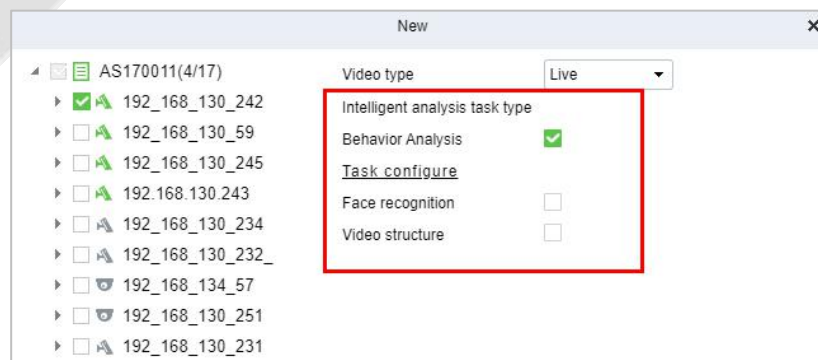 New
AS170011(4/17)
192_168_130_242
192_168_130_59
192_168_130_245
192.168.130.243
192_168_130_234
192_168_130_232_
192_168_134_57
192_168_130_251
192_168_130_231
Video type Live
Intelligent analysis task type
Behavior Analysis
Task configure
Face recognition
Video structure